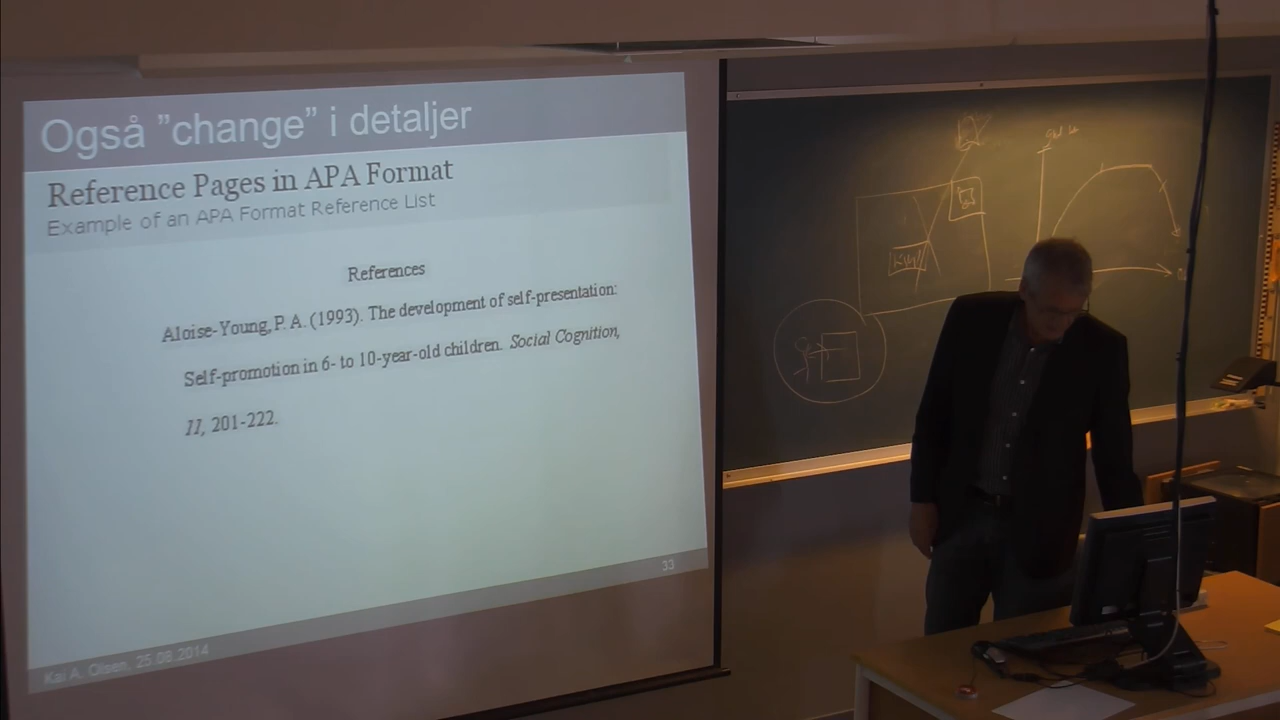 Også ”change” i detaljer
Reference Pages in APA Format
Example of an APA Format Reference List
References
Aloise-Young, P. A. (1993). The development of self-presentation:
Self-promotion in 6- to 10-year-old children. Social Cognition,
11, 201-222.
33
Kai A. Olsen, 25.08.2014